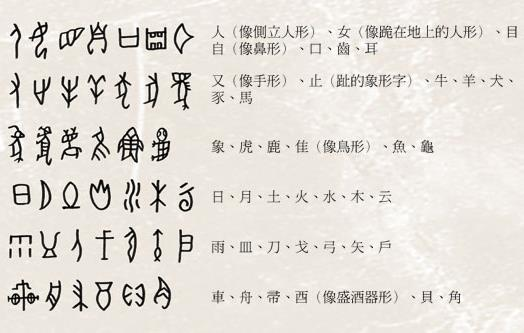 人（像側立人形）、女（像跪在地上的人形）、目
自（像鼻形）、口、齒、耳
又（像手形）、止（趾的象形字）、牛、羊、犬、
豕、馬
象、虎、鹿、隹（像鳥形）、魚、龜
日、月、土、火、水、木、云
雨、皿、刀、戈、弓、矢、戶
車、舟、帚、酉（像盛酒器形）、貝、角